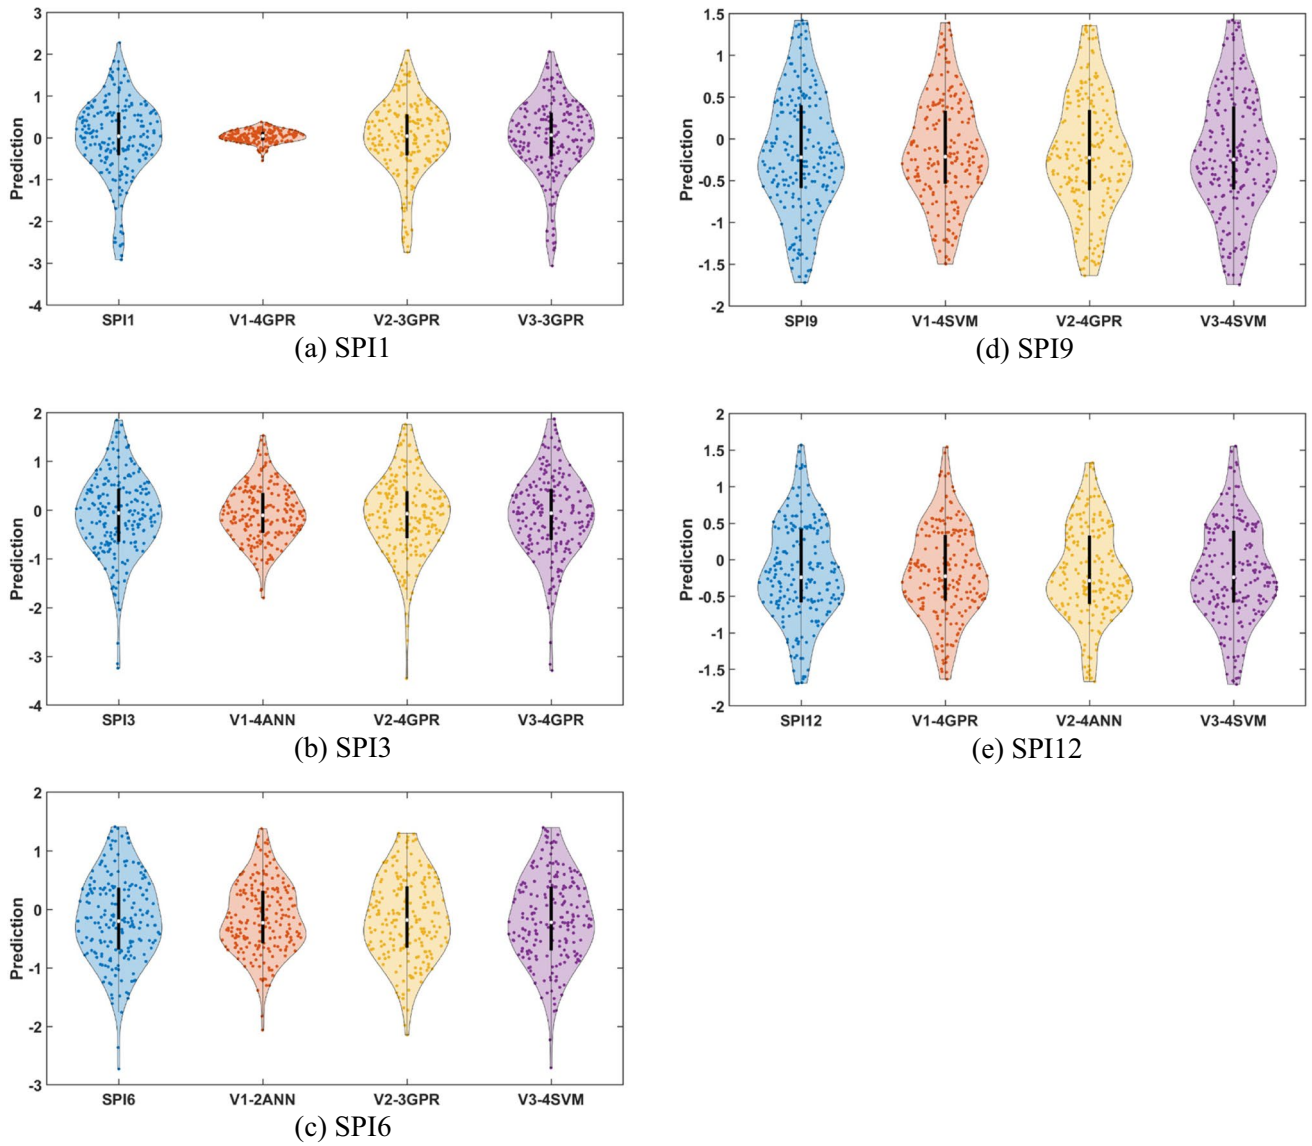 3
2
1
0
-1
-2
-3
-4
Prediction
SPI1 V1-4GPR V2-3GPR V3-3GPR
(a) SPI1
1.5
1
0.5
0
-0.5
-1
-1.5
-2
Prediction
SPI9 V1-4SVM V2-4GPR V3-4SVM
(d) SPI9
2
1
0
-1
-2
-3
-4
Prediction
SPI3 V1-4ANN V2-4GPR V3-4GPR
(b) SPI3
2
1.5
1
0.5
0
-0.5
-1
-1.5
-2
Prediction
SPI12 V1-4GPR V2-4ANN V3-4SVM
(e) SPI12
2
1
0
-1
-2
-3
Prediction
SPI6 V1-2ANN V2-3GPR V3-4SVM
(c) SPI6